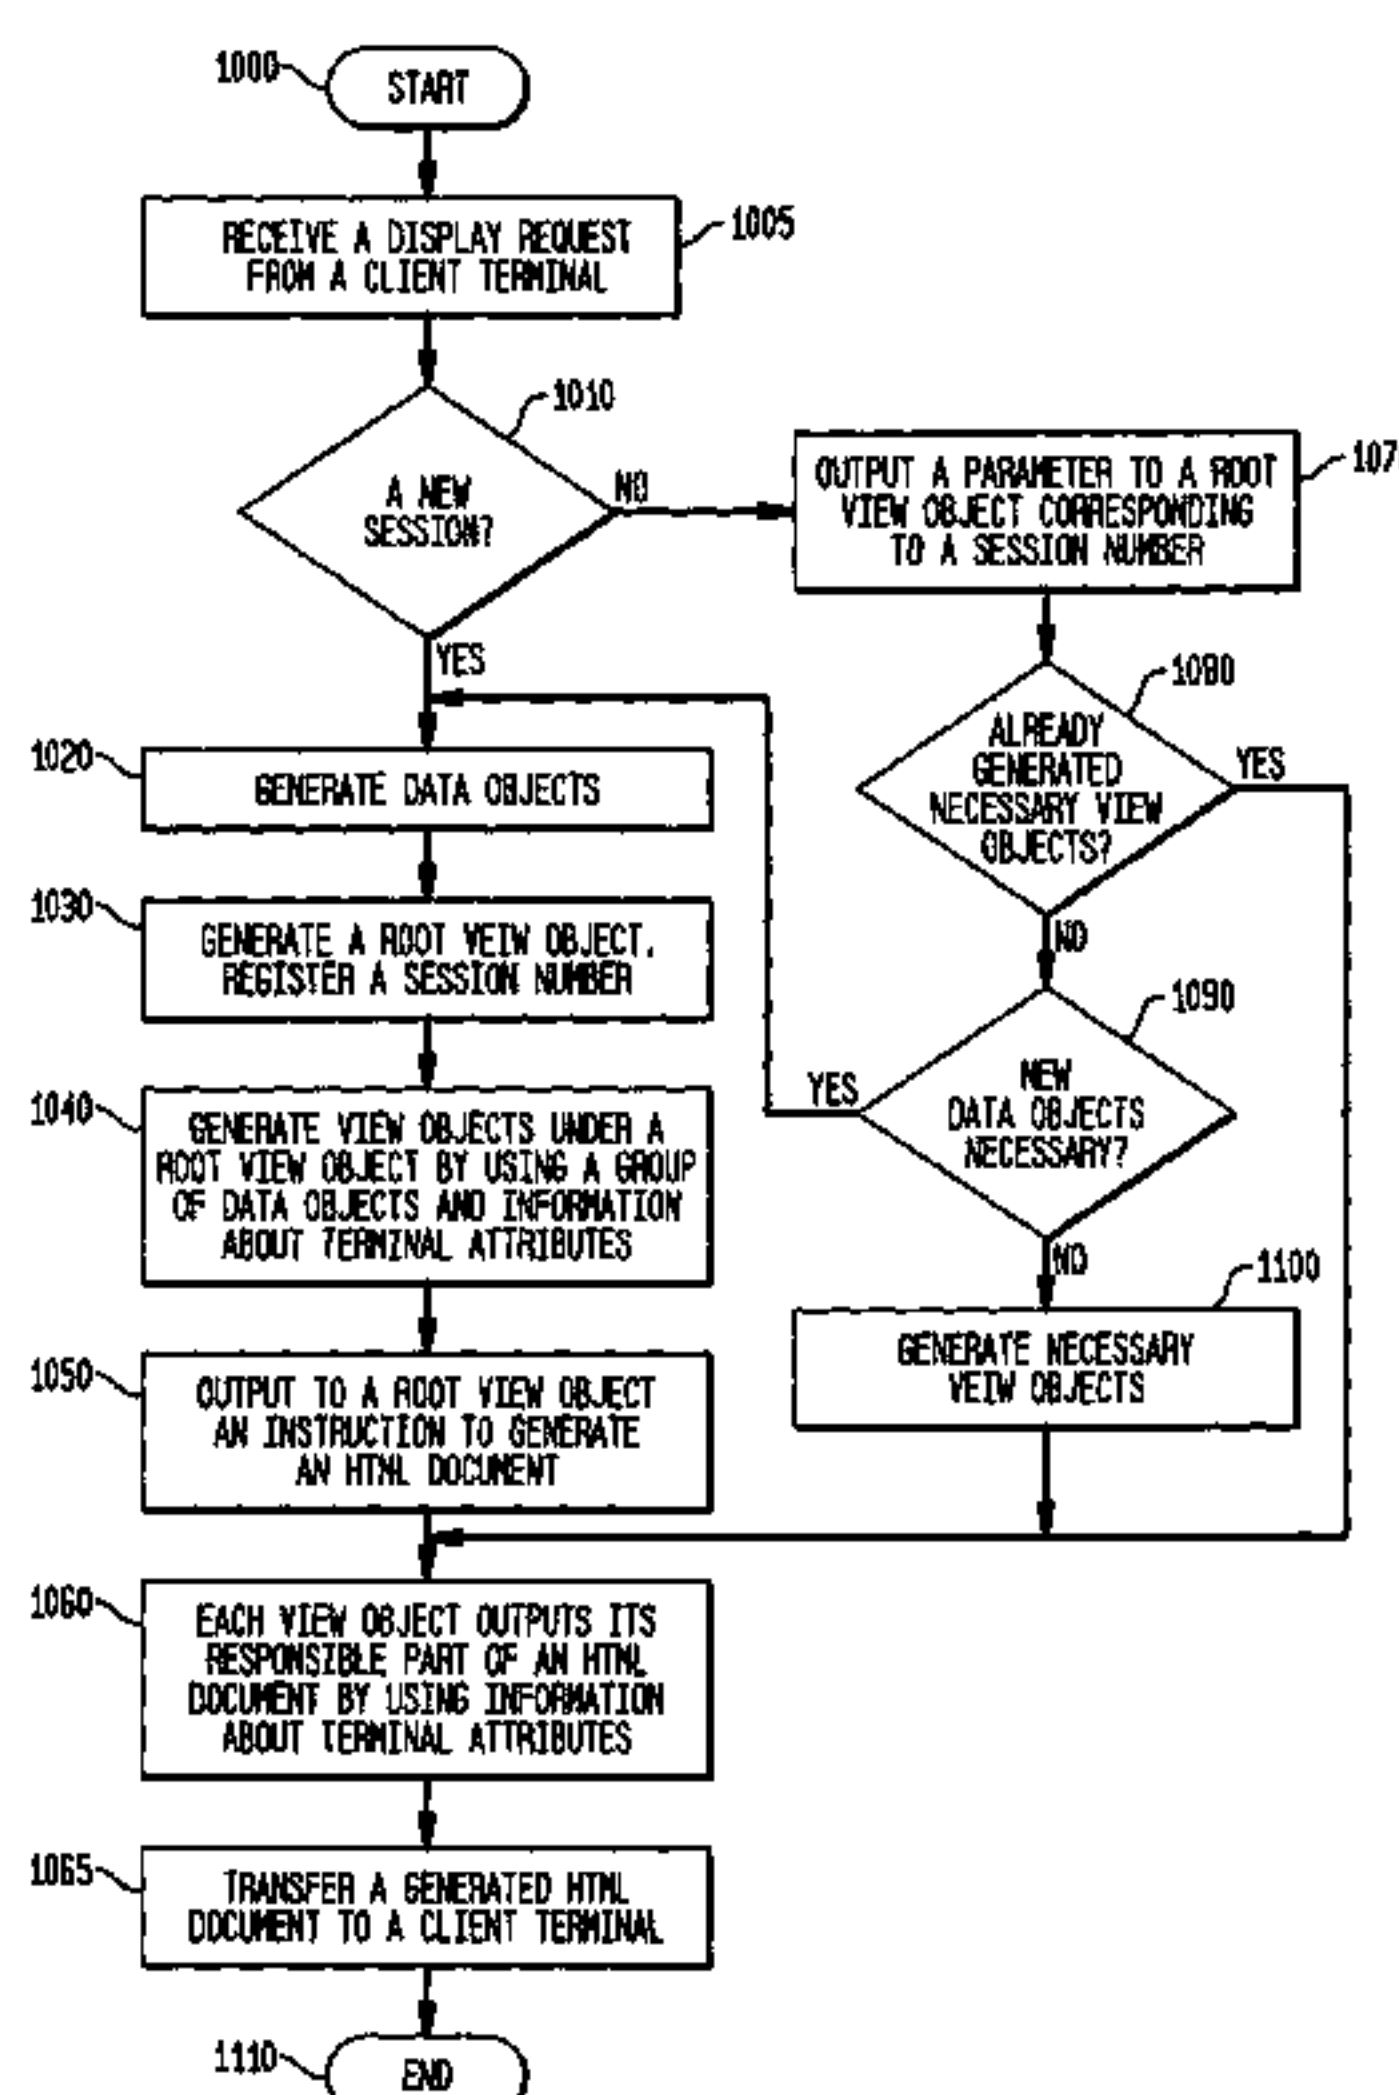 1000
START
RECEIVE A DISPLAY REQUEST
FROM A CLIENT TERMINAL
1005
1010
A NEW
SESSION?
NO
YES
OUTPUT A PARAMETER TO A ROOT
VIEW OBJECT CORRESPONDING
TO A SESSION NUMBER
107
1080
ALREADY
GENERATED
NECESSARY VIEW
OBJECTS?
YES
NO
1020
GENERATE DATA OBJECTS
1030
GENERATE A ROOT VEIW OBJECT.
REGISTER A SESSION NUMBER
1090
NEW
DATA OBJECTS
NECESSARY?
YES
NO
1040
GENERATE VIEW OBJECTS UNDER A
ROOT VIEW OBJECT BY USING A GROUP
OF DATA OBJECTS AND INFORMATION
ABOUT TERMINAL ATTRIBUTES
1100
GENERATE NECESSARY
VEIW OBJECTS
1050
OUTPUT TO A ROOT VIEW OBJECT
AN INSTRUCTION TO GENERATE
AN HTML DOCUMENT
1060
EACH VIEW OBJECT OUTPUTS ITS
RESPONSIBLE PART OF AN HTML
DOCUMENT BY USING INFORMATION
ABOUT TERMINAL ATTRIBUTES
1065
TRANSFER A GENERATED HTML
DOCUMENT TO A CLIENT TERMINAL
1110
END